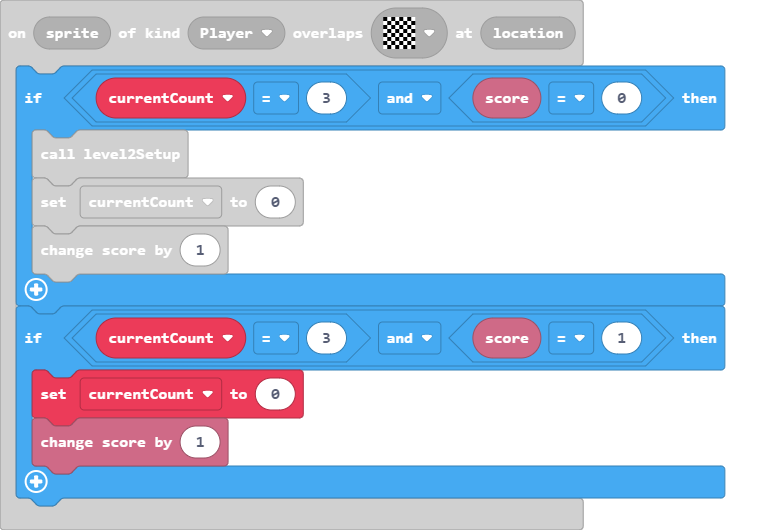 on sprite of kind Player overlaps at location
if currentCount = 3 and score = 0 then
call level2Setup
set currentCount to 0
change score by 1
if currentCount = 3 and score = 1 then
set currentCount to 0
change score by 1